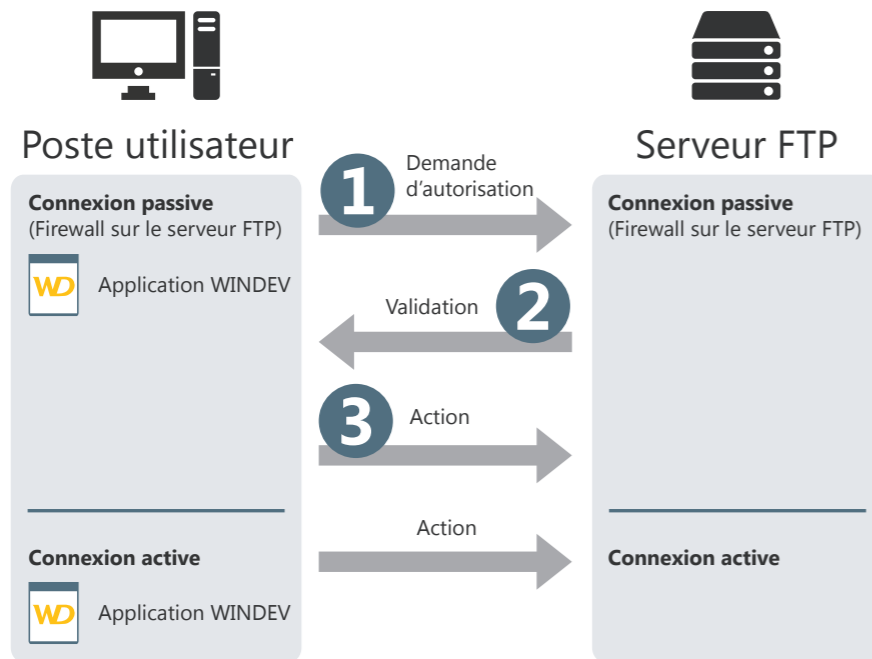 Poste utilisateur
Serveur FTP
Connexion passive
(Firewall sur le serveur FTP)
WD
Application WINDEV
1
Demande
d'autorisation
Connexion passive
(Firewall sur le serveur FTP)
Validation
2
3
Action
Action
Connexion active
WD
Application WINDEV
Connexion active